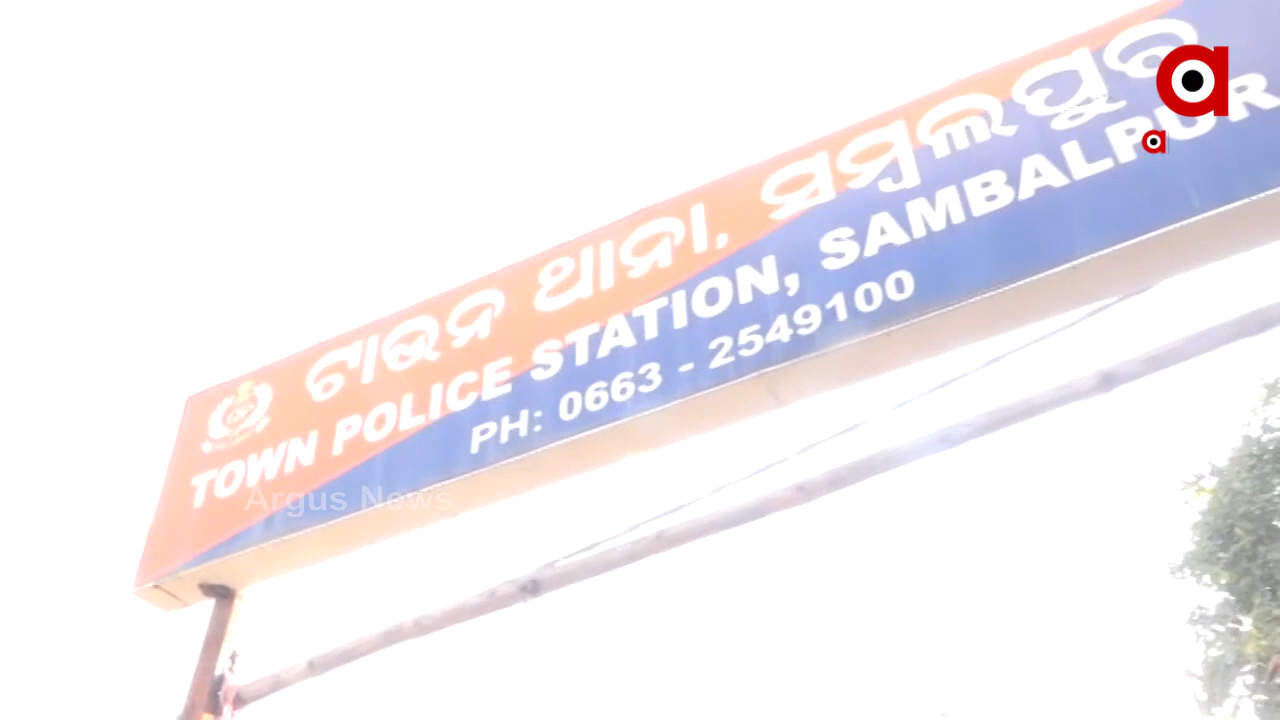 ଟାଉନ ଥାନା, ସମ୍ବଲପୁର
TOWN POLICE STATION, SAMBALPUR
PH: 0663 - 2549100
Argus News